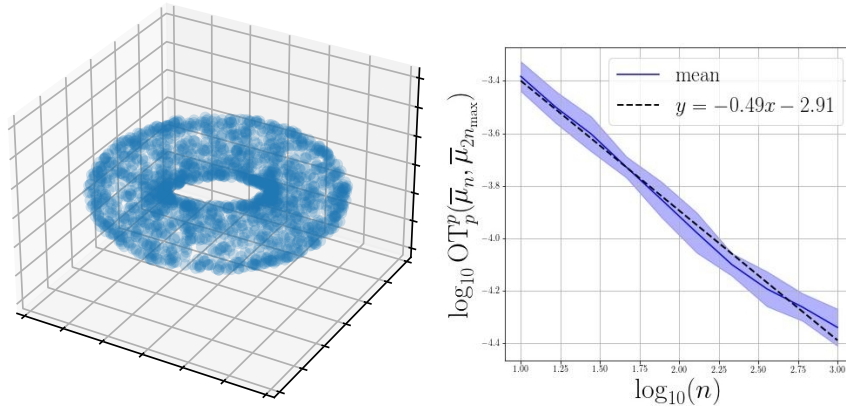 mean
y = −0.49x − 2.91
log₁₀ OTₚᵖ(μ̅ₙ, μ̅₂ₙₘₐₓ)
−3.4
−3.6
−3.8
−4.0
−4.2
−4.4
1.00 1.25 1.50 1.75 2.00 2.25 2.50 2.75 3.00
log₁₀(n)